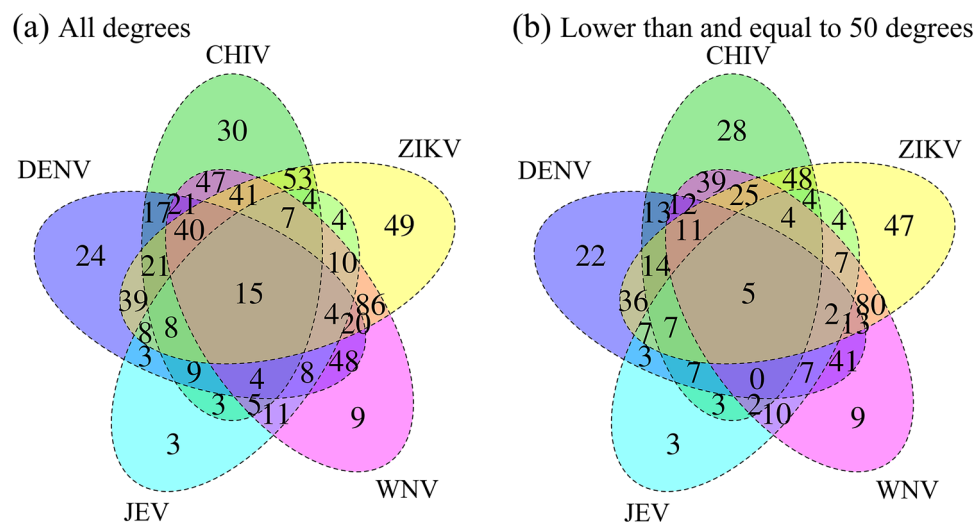 (a) All degrees
(b) Lower than and equal to 50 degrees
CHIV
CHIV
30
28
ZIKV
ZIKV
DENV
DENV
47 53
39 48
17 21 41 4
13 12 25 4
40 7 4 49
11 4 4 47
24 21 10
22 14 7
39 15 86
36 5 80
8 8 4 20
7 7 2 13
3 9 4 8 48
3 7 0 7 41
3 5 11 9
3 2 10 9
3
3
WNV
WNV
JEV
JEV